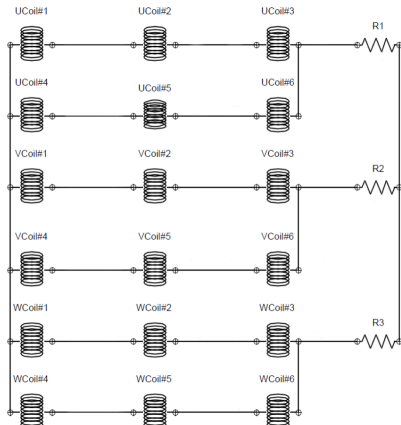 UCoil#1 UCoil#2 UCoil#3 R1
UCoil#4 UCoil#5 UCoil#6
VCoil#1 VCoil#2 VCoil#3 R2
VCoil#4 VCoil#5 VCoil#6
WCoil#1 WCoil#2 WCoil#3 R3
WCoil#4 WCoil#5 WCoil#6